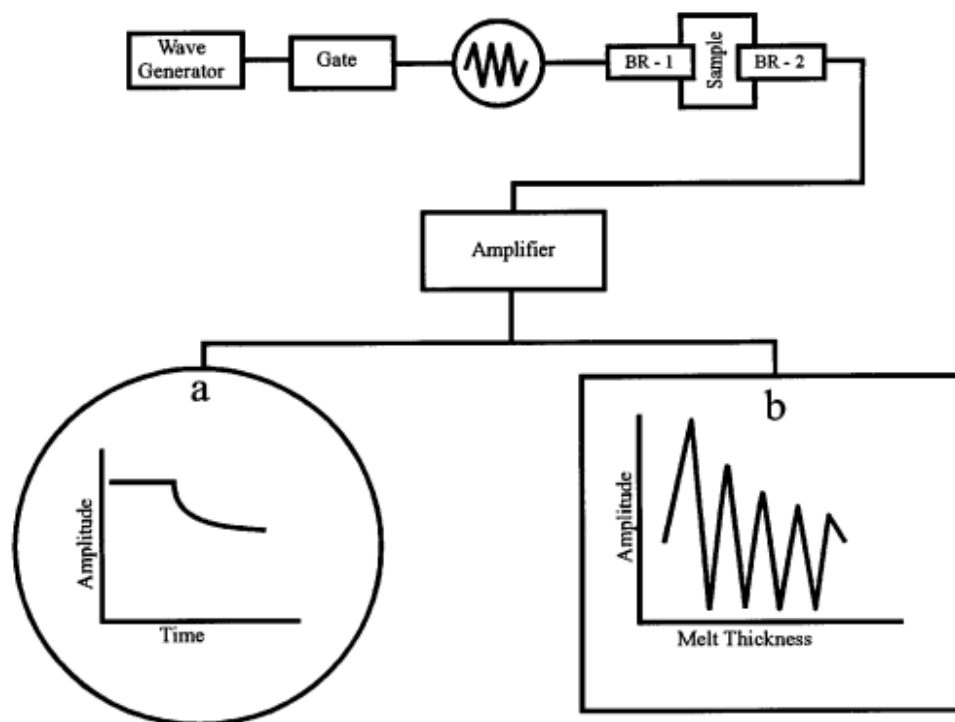 Wave
Generator
Gate
BR - 1
Sample
BR - 2
Amplifier
a
Amplitude
Time
b
Amplitude
Melt Thickness